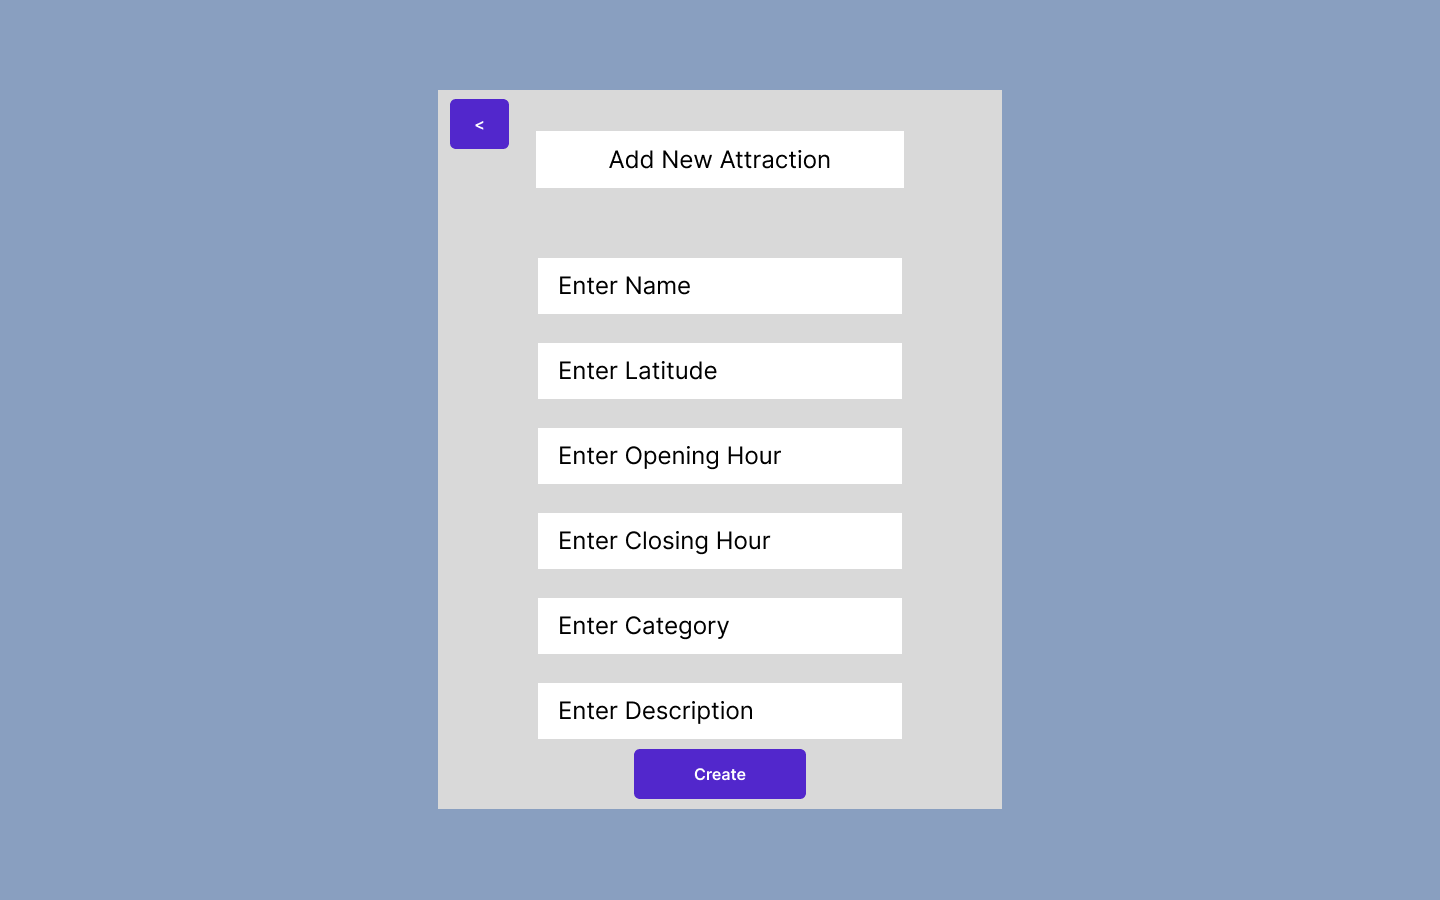 <
Add New Attraction
Enter Name
Enter Latitude
Enter Opening Hour
Enter Closing Hour
Enter Category
Enter Description
Create